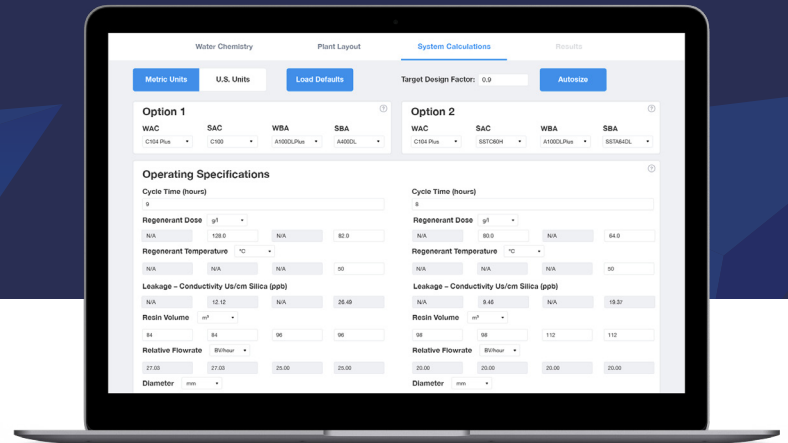 Water Chemistry Plant Layout System Calculations Results
Metric Units U.S. Units Load Defaults Target Design Factor: 0.9 Autosize
Option 1 Option 2
WAC SAC WBA SBA WAC SAC WBA SBA
C104 Plus C100 A100DLPlus A400DL C104 Plus SSTC60H A100DLPlus SSTA64DL
Operating Specifications
Cycle Time (hours) Cycle Time (hours)
9
Regenerant Dose g/l Regenerant Dose g/l
N/A 128.0 N/A 82.0 N/A 80.0 N/A 64.0
Regenerant Temperature °C Regenerant Temperature °C
N/A N/A N/A 50 N/A N/A N/A 50
Leakage – Conductivity Us/cm Silica (ppb) Leakage – Conductivity Us/cm Silica (ppb)
N/A 12.12 N/A 26.49 N/A 9.46 N/A 19.37
Resin Volume m³ Resin Volume m³
84 84 96 96 98 98 112 112
Relative Flowrate BV/hour Relative Flowrate BV/hour
27.03 27.03 25.00 25.00 20.00 20.00 20.00 20.00
Diameter mm Diameter mm